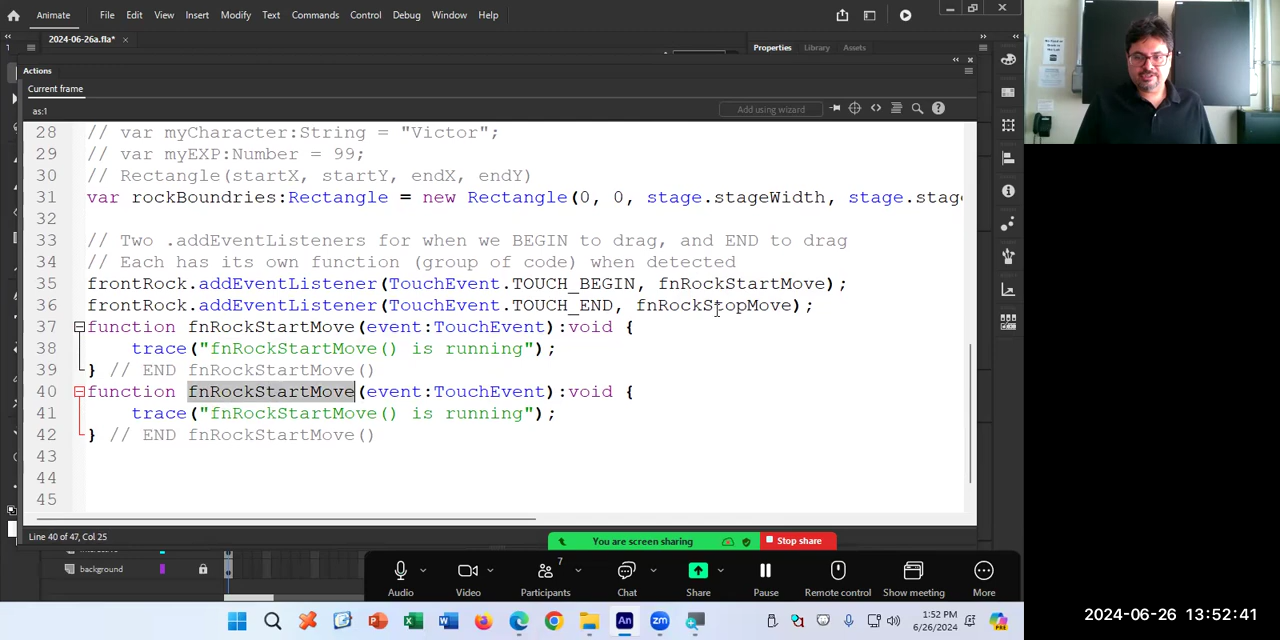 Animate File Edit View Insert Modify Text Commands Control Debug Window Help
2024-06-26a.fla* × Properties Library Assets
Actions
Current frame
as:1 Add using wizard
28 // var myCharacter:String = "Victor";
29 // var myEXP:Number = 99;
30 // Rectangle(startX, startY, endX, endY)
31 var rockBoundries:Rectangle = new Rectangle(0, 0, stage.stageWidth, stage.stag
32
33 // Two .addEventListeners for when we BEGIN to drag, and END to drag
34 // Each has its own function (group of code) when detected
35 frontRock.addEventListener(TouchEvent.TOUCH_BEGIN, fnRockStartMove);
36 frontRock.addEventListener(TouchEvent.TOUCH_END, fnRockStopMove);
37 function fnRockStartMove(event:TouchEvent):void {
38 trace("fnRockStartMove() is running");
39 } // END fnRockStartMove()
40 function fnRockStartMove(event:TouchEvent):void {
41 trace("fnRockStartMove() is running");
42 } // END fnRockStartMove()
43
44
45
Line 40 of 47, Col 25
You are screen sharing Stop share
background
7
Audio Video Participants Chat Share Pause Remote control Show meeting More
1:52 PM
6/26/2024
2024-06-26 13:52:41